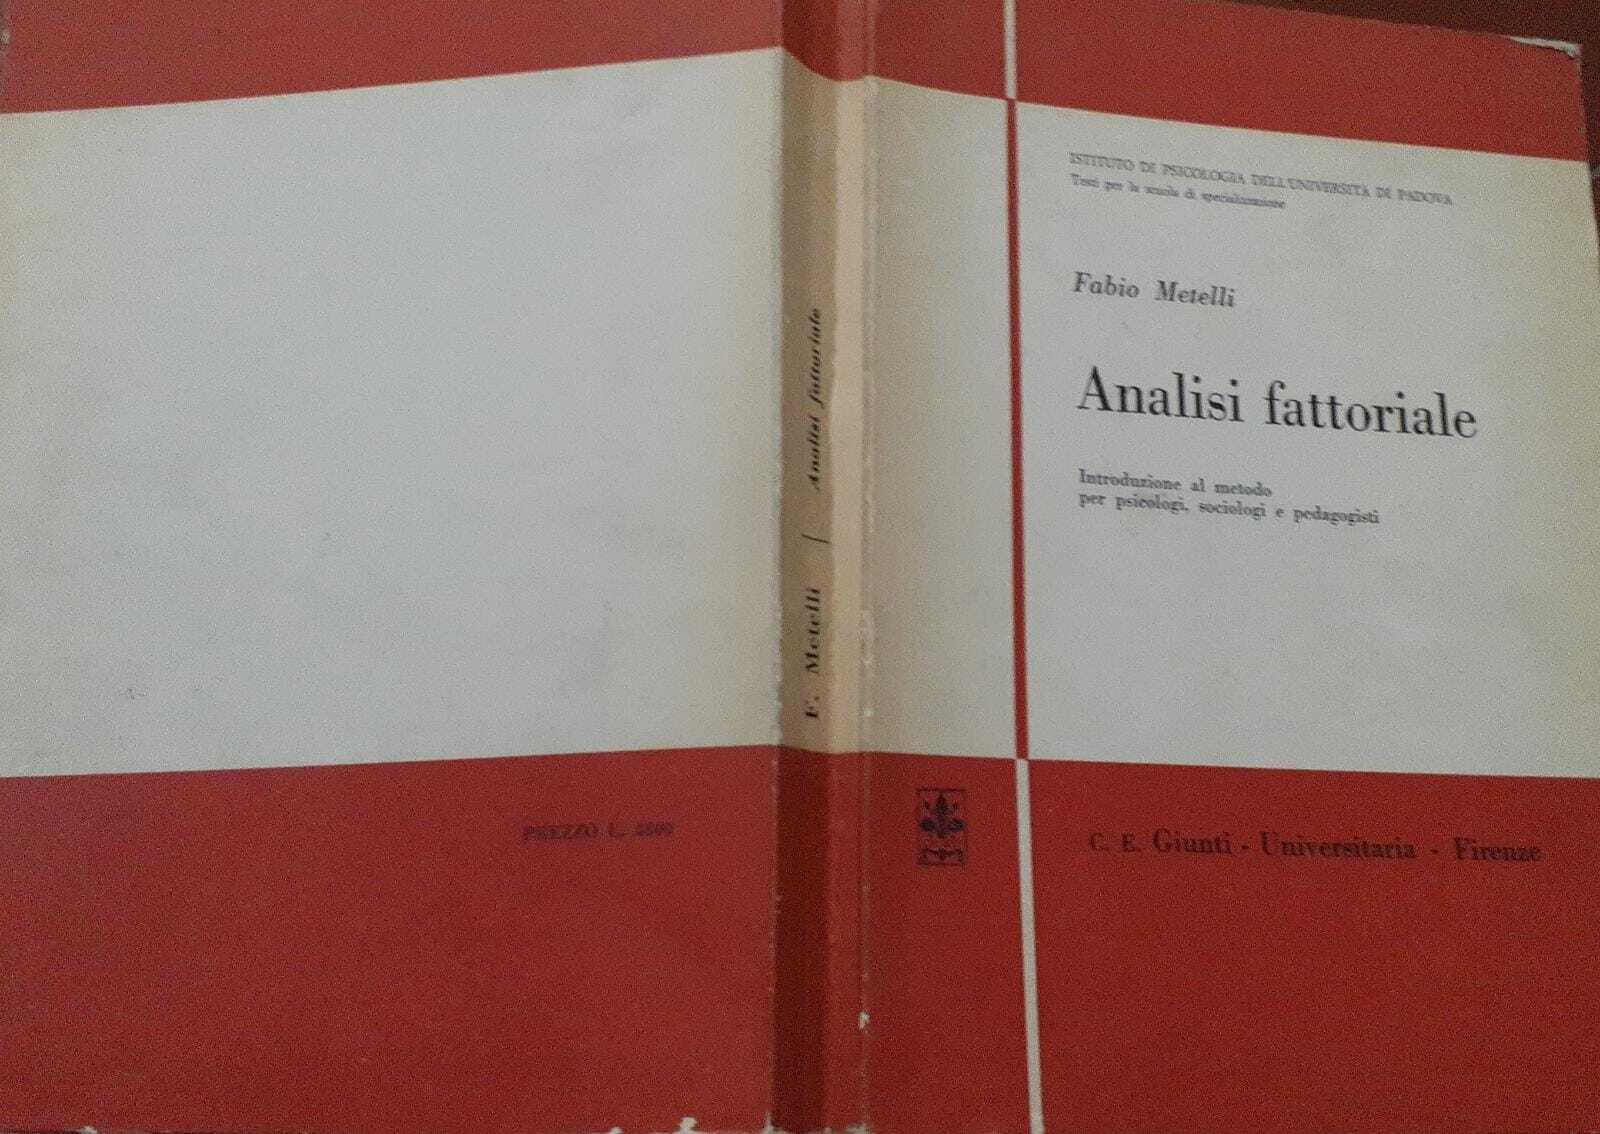 ISTITUTO DI PSICOLOGIA DELL'UNIVERSITÀ DI PADOVA
Testi per la scuola di specializzazione
Fabio Metelli
Analisi fattoriale
Introduzione al metodo
per psicologi, sociologi e pedagogisti
C. E. Giunti - Universitaria - Firenze
F. Metelli / Analisi fattoriale
PREZZO L.